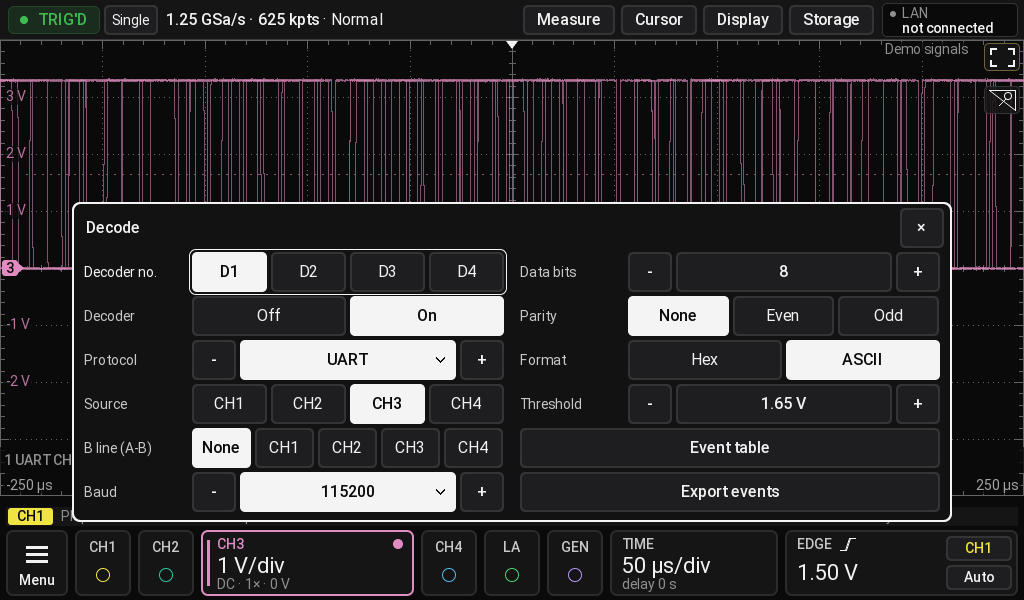 TRIG'D
Single
1.25 GSa/s · 625 kpts · Normal
Measure
Cursor
Display
Storage
LAN
not connected
Demo signals
3 V
2 V
1 V
3
-1 V
-2 V
1 UART CH
-250 µs
250 µs
Decode
×
Decoder no.
D1
D2
D3
D4
Data bits
-
8
+
Decoder
Off
On
Parity
None
Even
Odd
Protocol
-
UART
+
Format
Hex
ASCII
Source
CH1
CH2
CH3
CH4
Threshold
-
1.65 V
+
B line (A-B)
None
CH1
CH2
CH3
CH4
Event table
Baud
-
115200
+
Export events
CH1
Menu
CH1
CH2
CH3
1 V/div
DC · 1× · 0 V
CH4
LA
GEN
TIME
50 µs/div
delay 0 s
EDGE
1.50 V
CH1
Auto